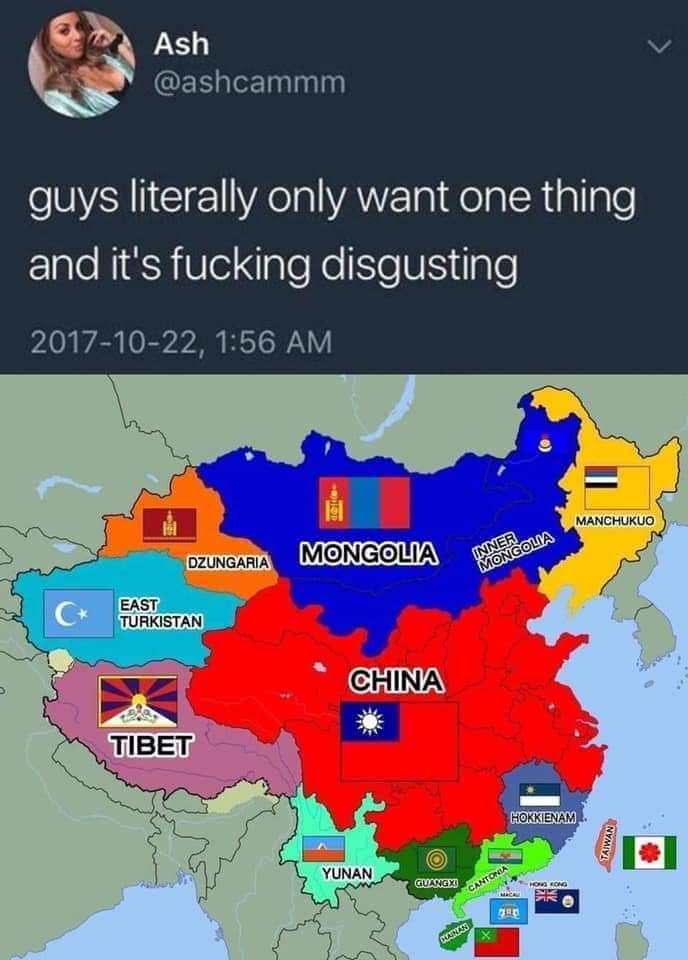 Ash
@ashcammm
guys literally only want one thing
and it's fucking disgusting
2017-10-22, 1:56 AM
MANCHUKUO
INNER
MONGOLIA
MONGOLIA
DZUNGARIA
EAST
TURKISTAN
CHINA
TIBET
HOKKIENAM
TAIWAN
YUNAN
GUANGXI
CANTONIA
HONG KONG
MACAU
HAINAN